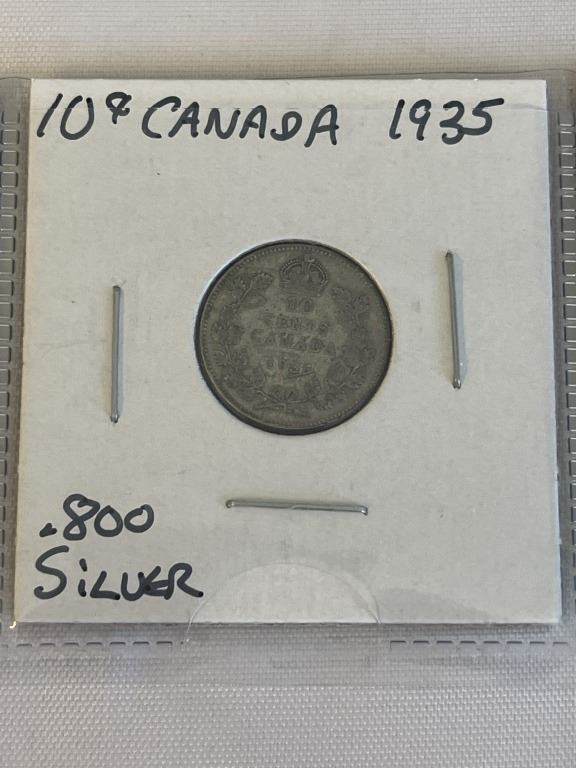 10¢ CANADA 1935
10
CENTS
CANADA
.800
SILVER